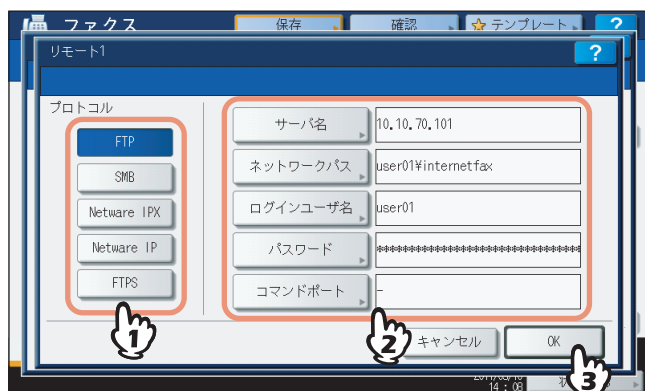 ファクス 保存 確認 テンプレート ?
リモート1 ?
プロトコル
FTP
SMB
Netware IPX
Netware IP
FTPS
サーバ名 10.10.70.101
ネットワークパス user01¥internetfax
ログインユーザ名 user01
パスワード ************************************
コマンドポート -
キャンセル OK
1
2
3
14:08